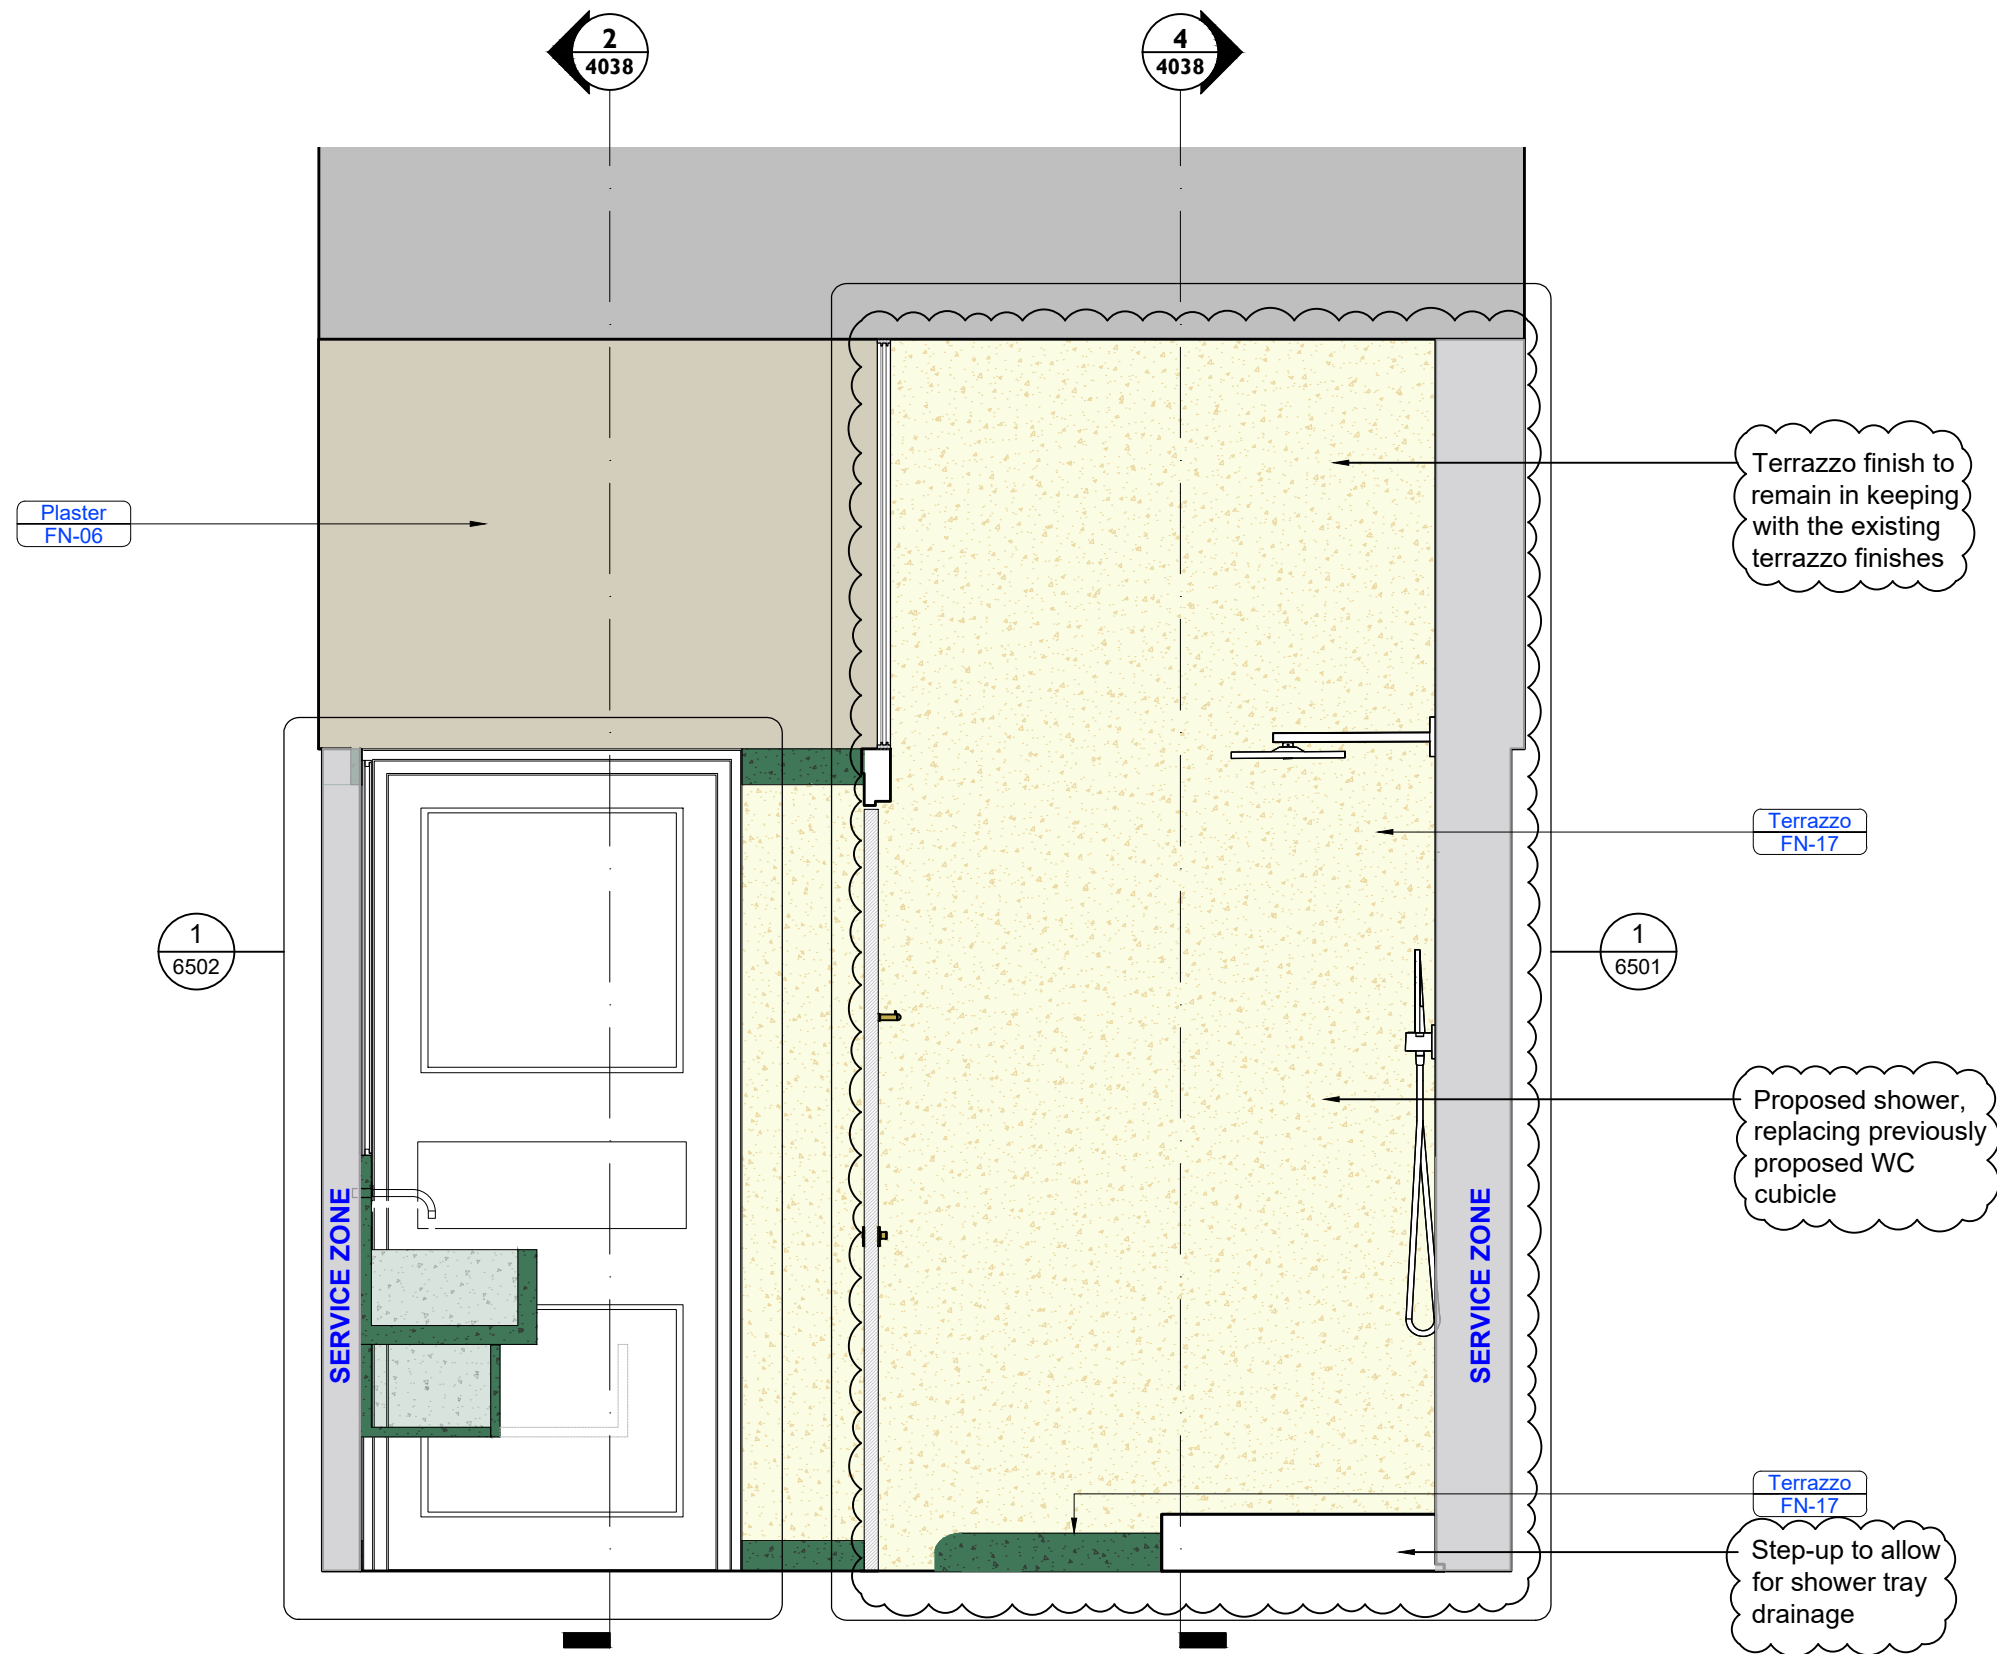 2
4038
4
4038
Terrazzo finish to
remain in keeping
with the existing
terrazzo finishes
Plaster
FN-06
Terrazzo
FN-17
1
6502
1
6501
Proposed shower,
replacing previously
proposed WC
cubicle
SERVICE ZONE
SERVICE ZONE
Terrazzo
FN-17
Step-up to allow
for shower tray
drainage